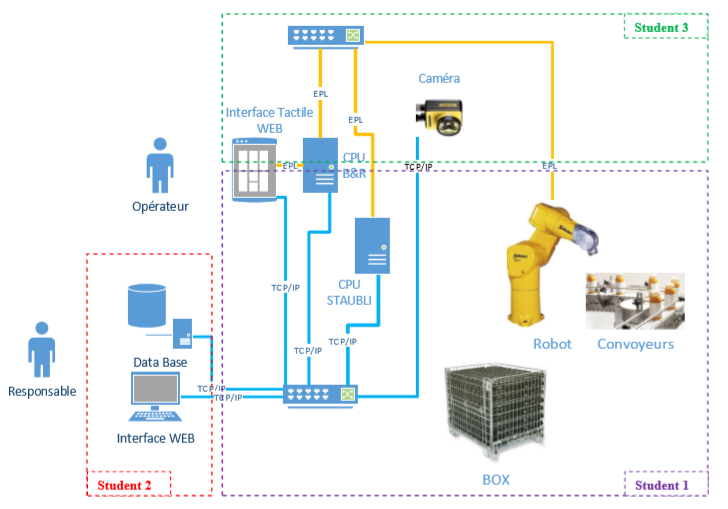 Student 3
Caméra
EPL
Interface Tactile
WEB
EPL
CPU
B&R
EPL
TCP/IP
EPL
Opérateur
CPU
STAUBLI
TCP/IP
TCP/IP
TCP/IP
Robot
Convoyeurs
Data Base
Responsable
TCP/IP
TCP/IP
Interface WEB
BOX
Student 2
Student 1